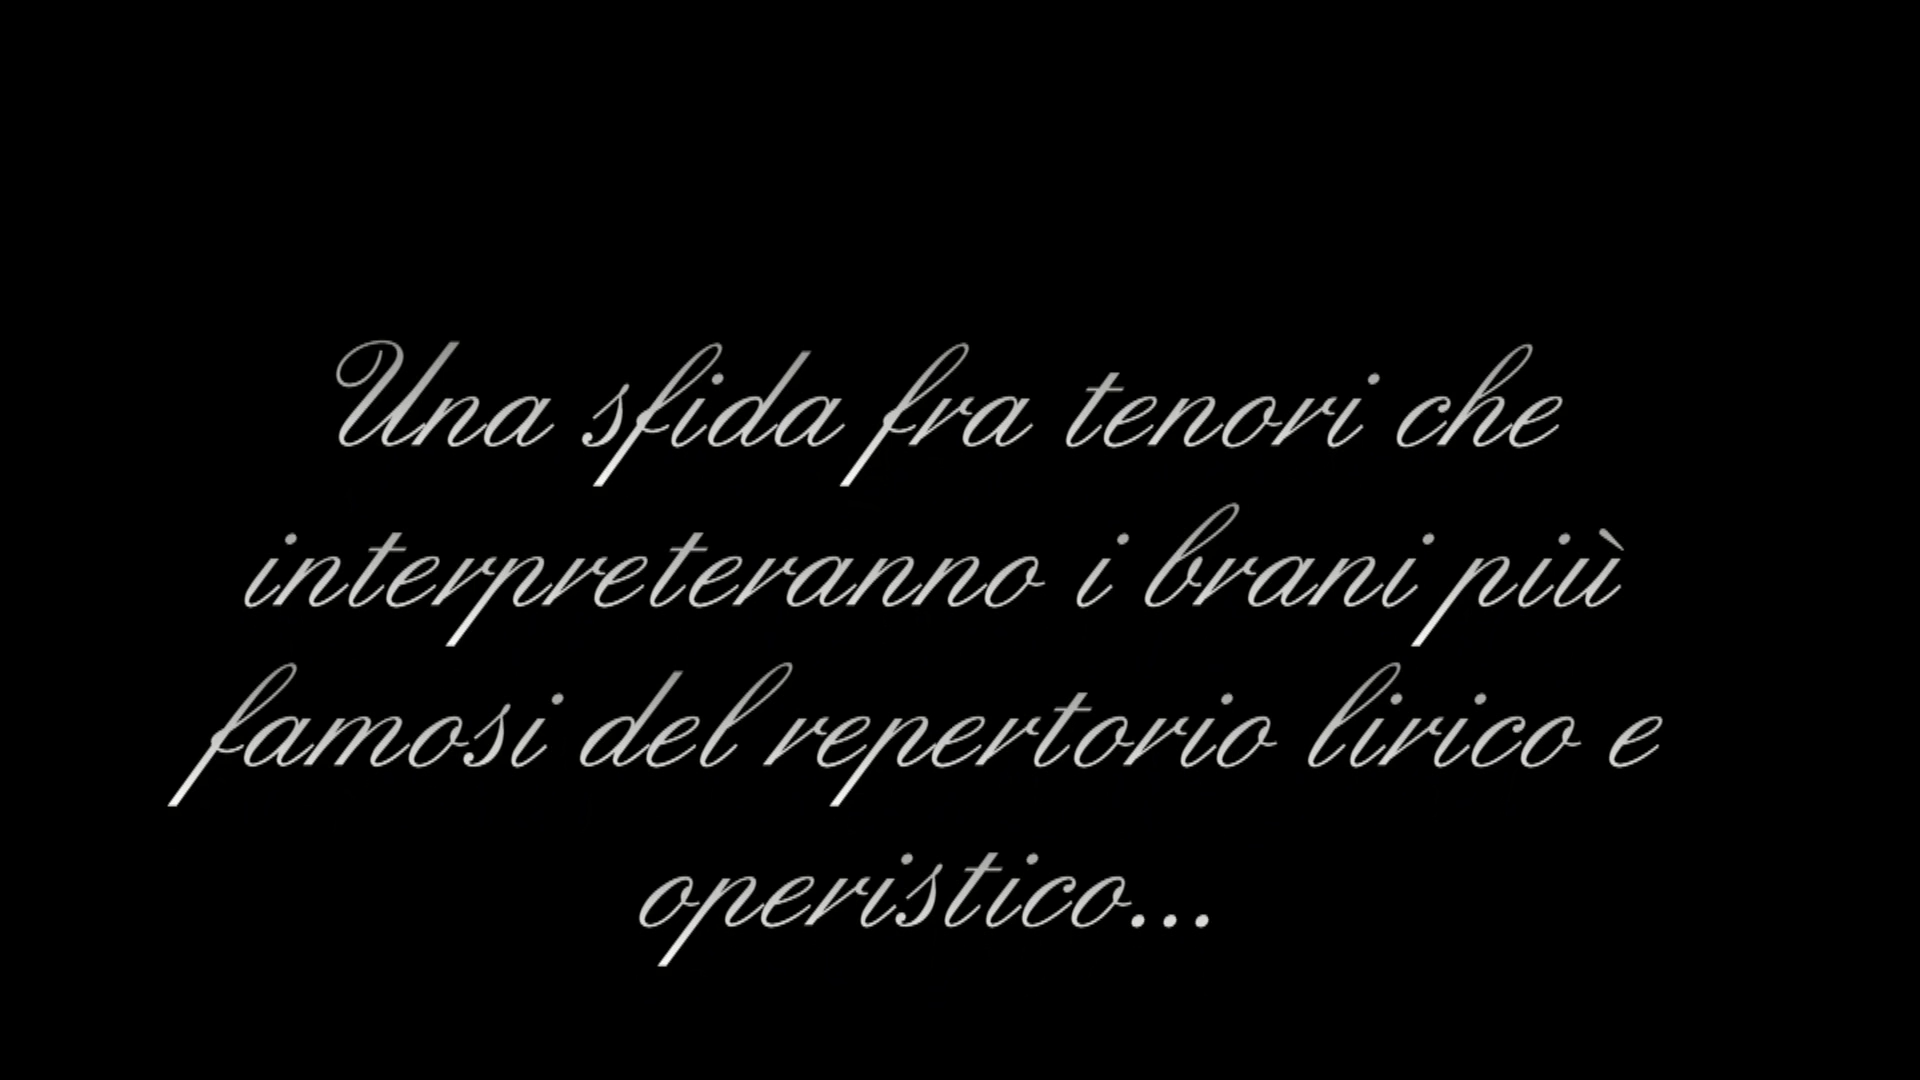 Una sfida fra tenori che
interpreteranno i brani più
famosi del repertorio lirico e
operistico...